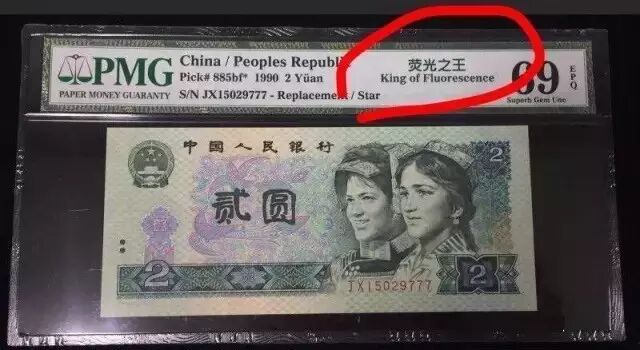 PMG
PAPER MONEY GUARANTY
China / Peoples Republi
Pick# 885bf* 1990 2 Yüan
S/N JX15029777 - Replacement / Star
荧光之王
King of Fluorescence
69 EPQ
Superb Gem Unc
中国人民银行
2
贰圆
2
JX15029777
2